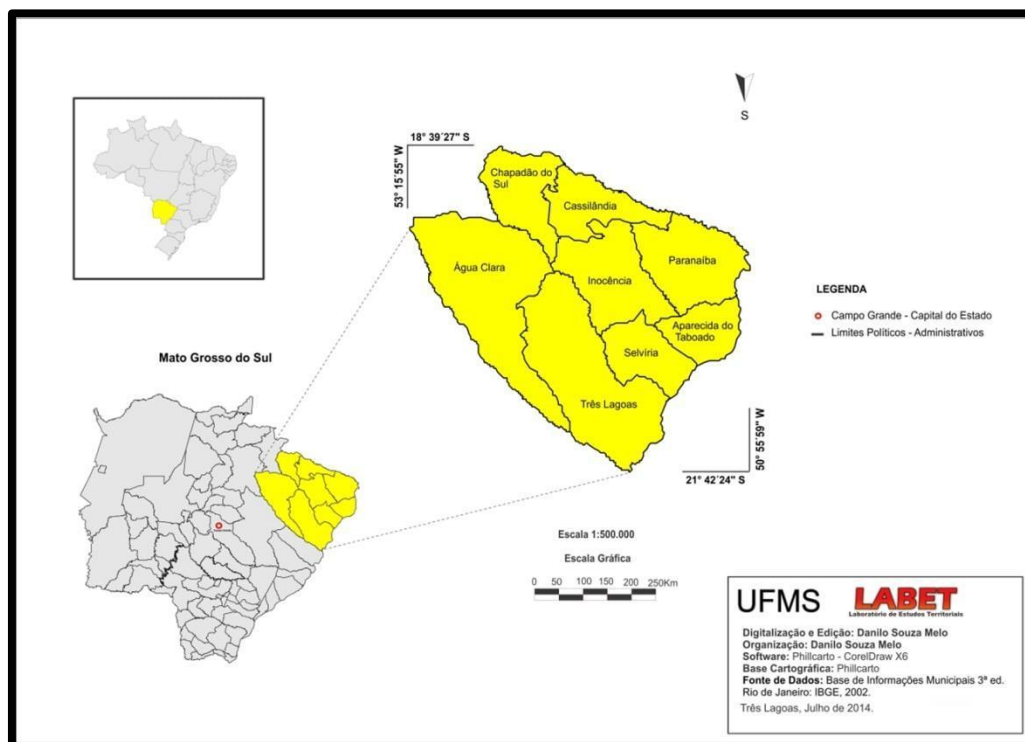 S
18° 39´27" S
53° 15´55" W
Chapadão do
Sul
Cassilândia
Água Clara
Inocência
Paranaíba
Aparecida do
Taboado
Selvíria
Três Lagoas
50° 55´59" W
21° 42´24" S
LEGENDA
Campo Grande - Capital do Estado
Limites Políticos - Administrativos
Mato Grosso do Sul
Escala 1:500.000
Escala Gráfica
0 50 100 150 200 250Km
UFMS LABET
Laboratório de Estudos Territoriais
Digitalização e Edição: Danilo Souza Melo
Organização: Danilo Souza Melo
Software: Phillcarto - CorelDraw X6
Base Cartográfica: Phillcarto
Fonte de Dados: Base de Informações Municipais 3ª ed.
Rio de Janeiro: IBGE, 2002.
Três Lagoas, Julho de 2014.